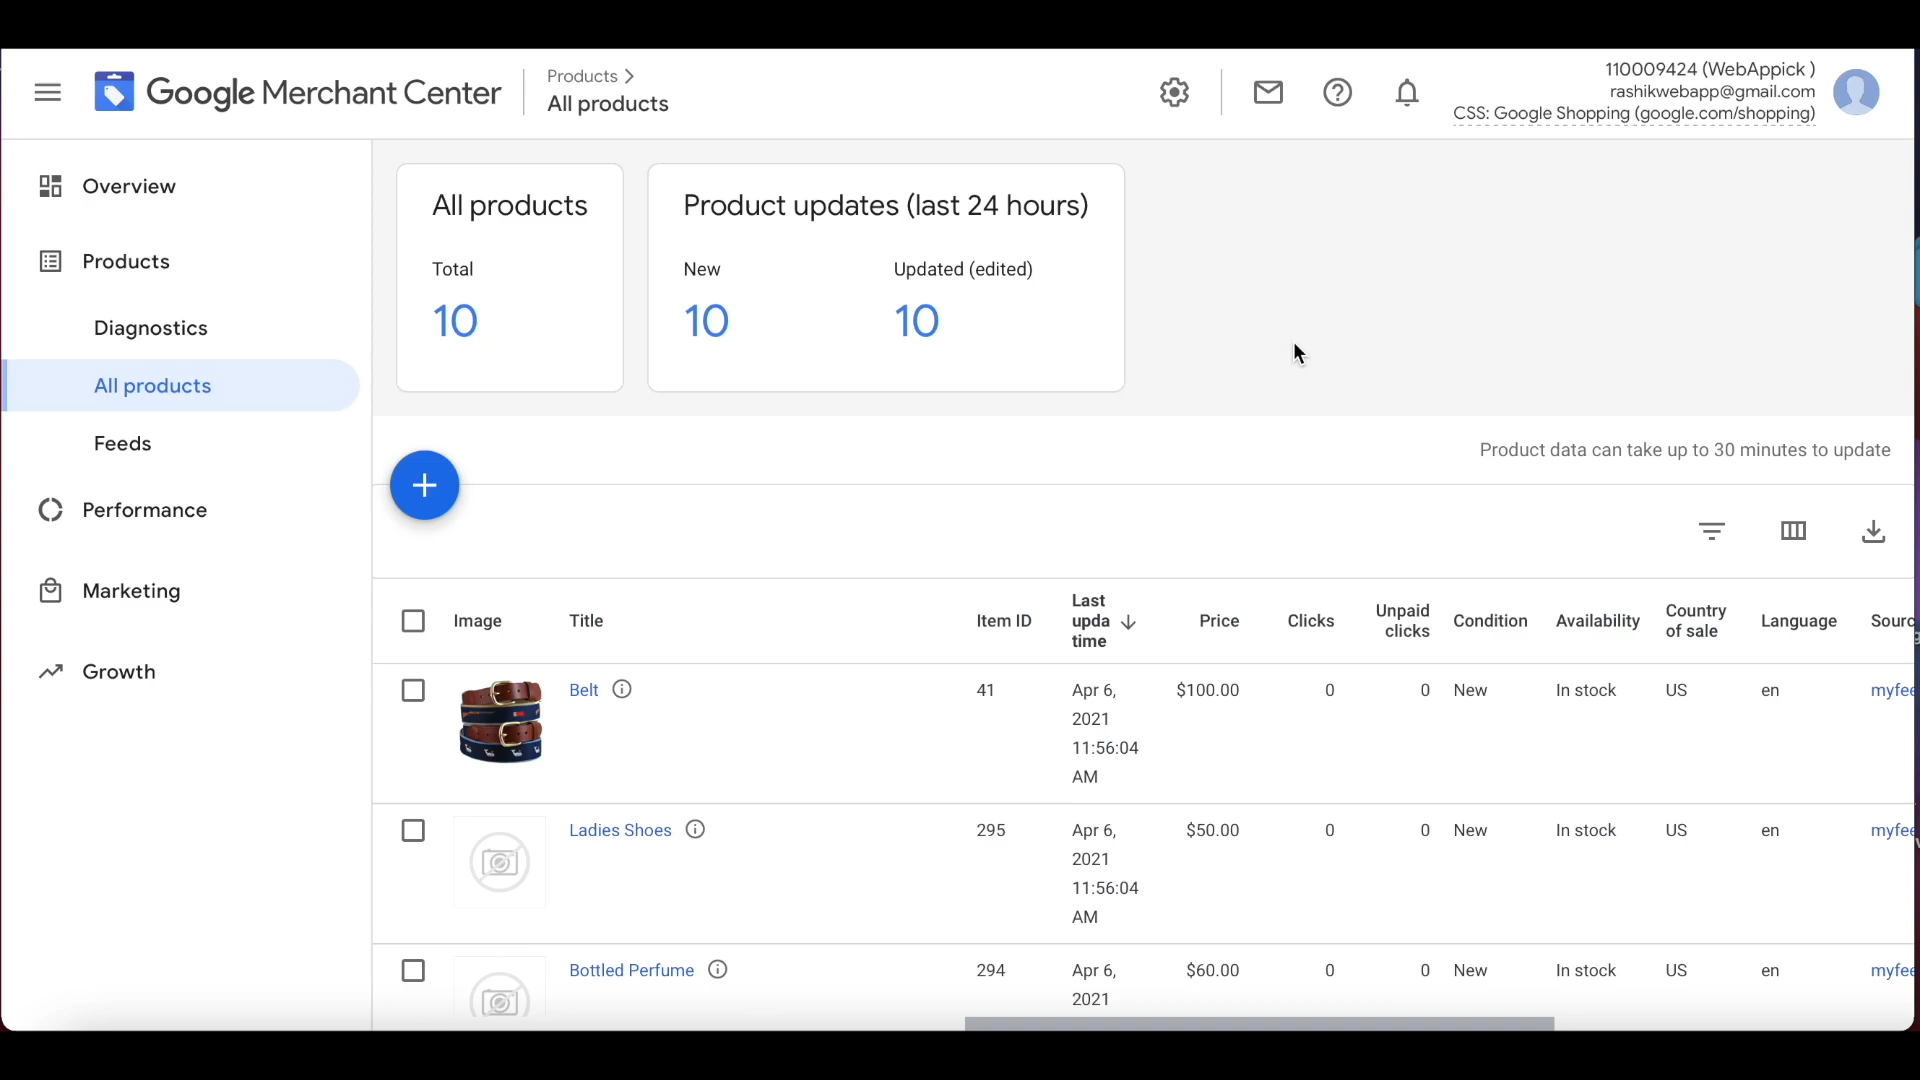 Google Merchant Center
Products >
All products
110009424 (WebAppick )
rashikwebapp@gmail.com
CSS: Google Shopping (google.com/shopping)
Overview
Products
Diagnostics
All products
Feeds
Performance
Marketing
Growth
All products
Total
10
Product updates (last 24 hours)
New
10
Updated (edited)
10
Product data can take up to 30 minutes to update
Image
Title
Item ID
Last
upda
time
Price
Clicks
Unpaid
clicks
Condition
Availability
Country
of sale
Language
Sourc
Belt
41
Apr 6,
2021
11:56:04
AM
$100.00
0
0
New
In stock
US
en
myfee
Ladies Shoes
295
Apr 6,
2021
11:56:04
AM
$50.00
0
0
New
In stock
US
en
myfee
Bottled Perfume
294
Apr 6,
2021
$60.00
0
0
New
In stock
US
en
myfee